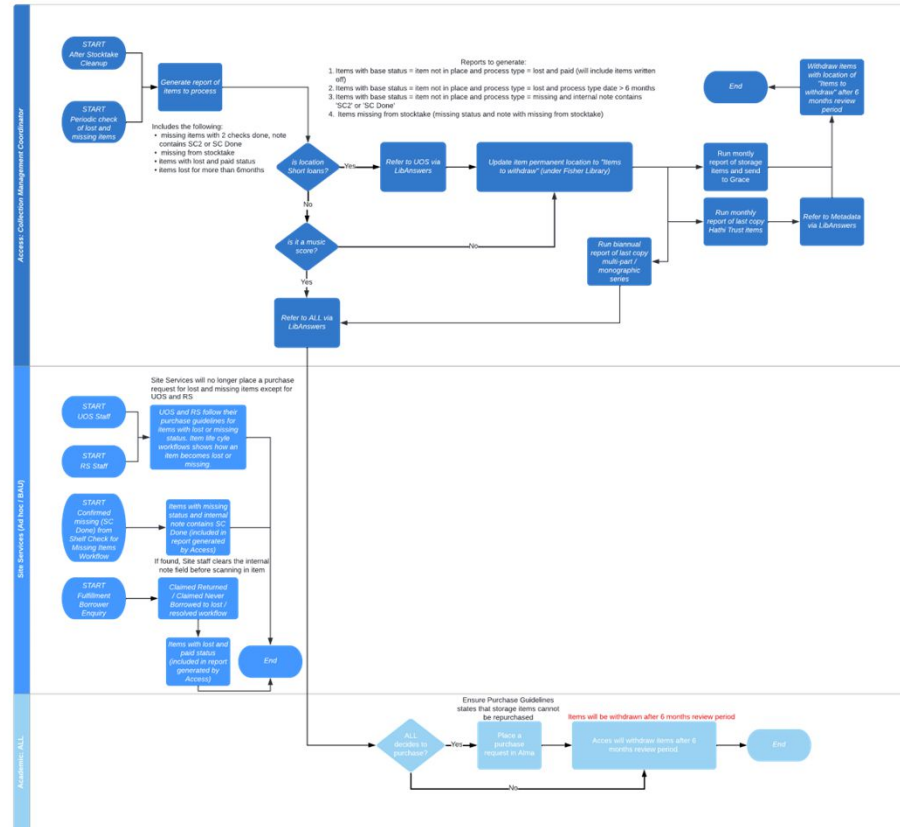 Access: Collection Management Coordinator
START
After Stocktake
Cleanup
START
Periodic check
of lost and
missing items
Generate report of
items to process
Includes the following:
• missing items with 2 checks done, note
contains SC2 or SC Done
• missing from stocktake
• Items with lost and paid status
• items lost for more than 6months
Reports to generate:
1. Items with base status = item not in place and process type = lost and paid (will include items written
off)
2. Items with base status = item not in place and process type = lost and process type date > 6 months
3. Items with base status = item not in place and process type = missing and internal note contains
'SC2' or 'SC Done'
4. Items missing from stocktake (missing status and note with missing from stocktake)
is location
Short loans?
Yes
No
Refer to UOS via
LibAnswers
Update item permanent location to "Items
to withdraw" (under Fisher Library)
is it a music
score?
No
Yes
Refer to ALL via
LibAnswers
Run biannual
report of last copy
multi-part /
monographic
series
Run montly
report of storage
items and send
to Grace
Run monthly
report of last copy
Hathi Trust items
Refer to Metadata
via LibAnswers
Withdraw items
with location of
"Items to
withdraw" after 6
months review
period
End
Site Services (Ad hoc / BAU)
Site Services will no longer place a purchase
request for lost and missing items except for
UOS and RS
START
UOS Staff
START
RS Staff
UOS and RS follow their
purchase guidelines for
items with lost or missing
status. Item life cyle
workflows shows how an
item becomes lost or
missing.
START
Confirmed
missing (SC
Done) from
Shelf Check for
Missing Items
Workflow
Items with missing
status and internal
note contains SC
Done (included in
report generated
by Access)
If found, Site staff clears the internal
note field before scanning in item
START
Fulfillment
Borrower
Enquiry
Claimed Returned
/ Claimed Never
Borrowed to lost /
resolved workflow
Items with lost and
paid status
(included in report
generated by
Access)
End
Academic: ALL
ALL
decides to
purchase?
Yes
No
Ensure Purchase Guidelines
states that storage items cannot
be repurchased
Place a
purchase
request in Alma
Items will be withdrawn after 6 months review period
Acces will withdraw items after 6
months review period
End